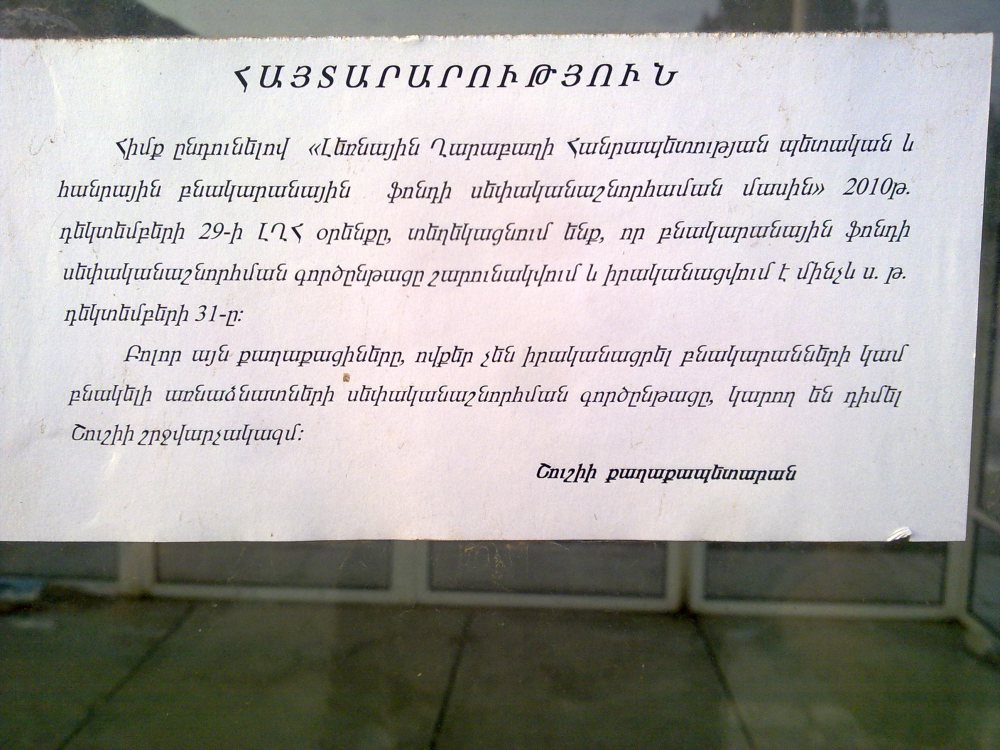 ՀԱՅՏԱՐԱՐՈՒԹՅՈՒՆ
Հիմք ընդունելով «Լեռնային Ղարաբաղի Հանրապետության պետական և
հանրային բնակարանային ֆոնդի սեփականաշնորհաման մասին» 2010թ.
դեկտեմբերի 29-ի ԼՂՀ օրենքը, տեղեկացնում ենք, որ բնակարանային ֆոնդի
սեփականաշնորհման գործընթացը շարունակվում և իրականացվում է մինչև ս. թ.
դեկտեմբերի 31-ը:
Բոլոր այն քաղաքացիները, ովքեր չեն իրականացրել բնակարանների կամ
բնակելի առնաձնատների սեփականաշնորհման գործընթացը, կարող են դիմել
Շուշիի շրջվարչակազմ:
Շուշիի քաղաքապետարան